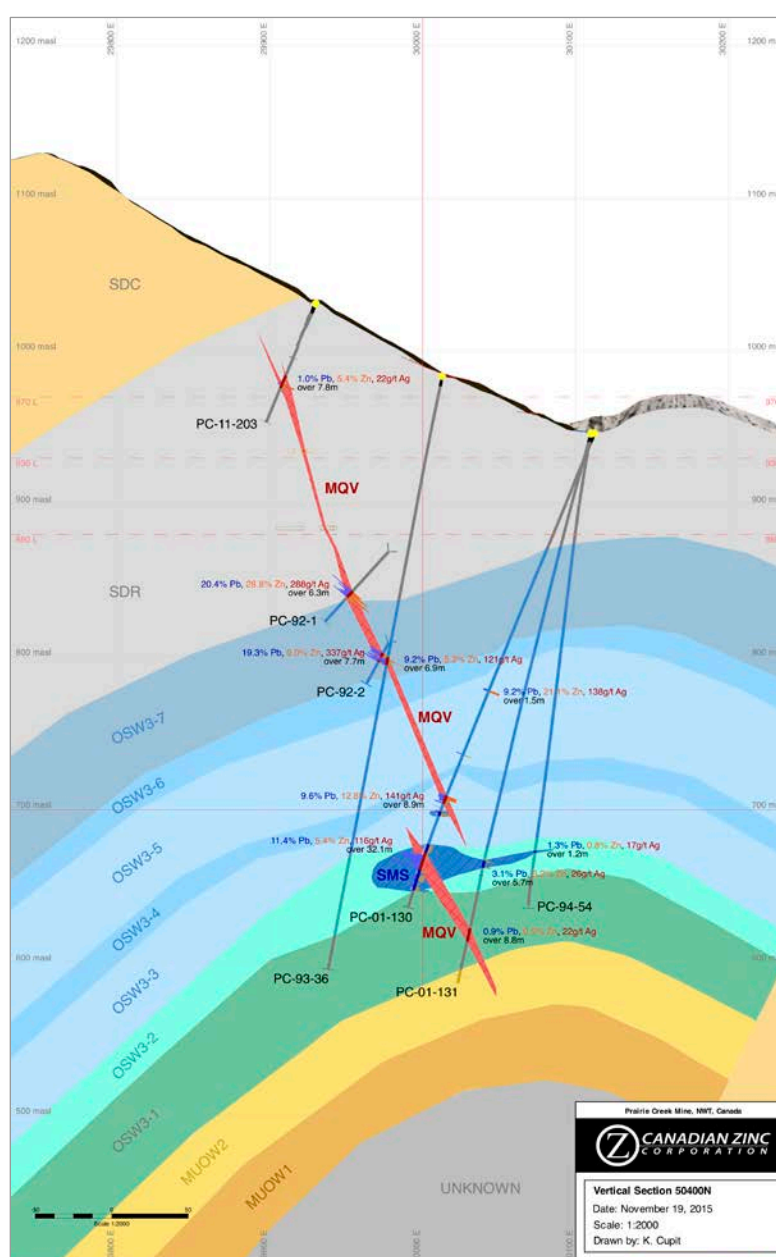 29800 E
29900 E
30000 E
30100 E
30200 E
1200 masl
1200 m
1100 masl
1100 m
SDC
1000 masl
1000 m
1.0% Pb, 5.4% Zn, 22g/t Ag
over 7.8m
970 L
PC-11-203
930 L
MQV
900 masl
880 L
SDR
20.4% Pb, 29.8% Zn, 288g/t Ag
over 6.3m
PC-92-1
800 masl
19.3% Pb, Zn, 337g/t Ag
over 7.7m
9.2% Pb, 5.3% Zn, 121g/t Ag
over 6.9m
PC-92-2
9.2% Pb, 21.1% Zn, 138g/t Ag
over 1.5m
MQV
OSW3-7
OSW3-6
9.6% Pb, 12.8% Zn, 141g/t Ag
over 8.9m
700 masl
11.4% Pb, 5.4% Zn, 116g/t Ag
over 32.1m
1.3% Pb, 0.8% Zn, 17g/t Ag
over 1.2m
OSW3-5
SMS
3.1% Pb, Zn, 26g/t Ag
over 5.7m
PC-94-54
PC-01-130
OSW3-4
MQV
0.9% Pb, Zn, 22g/t Ag
over 8.8m
600 masl
PC-93-36
PC-01-131
OSW3-3
OSW3-2
OSW3-1
500 masl
MUOW2
MUOW1
UNKNOWN
50
0
50
Scale 1:2000
Prairie Creek Mine, NWT, Canada
Z CANADIAN ZINC
CORPORATION
Vertical Section 50400N
Date: November 19, 2015
Scale: 1:2000
Drawn by: K. Cupit